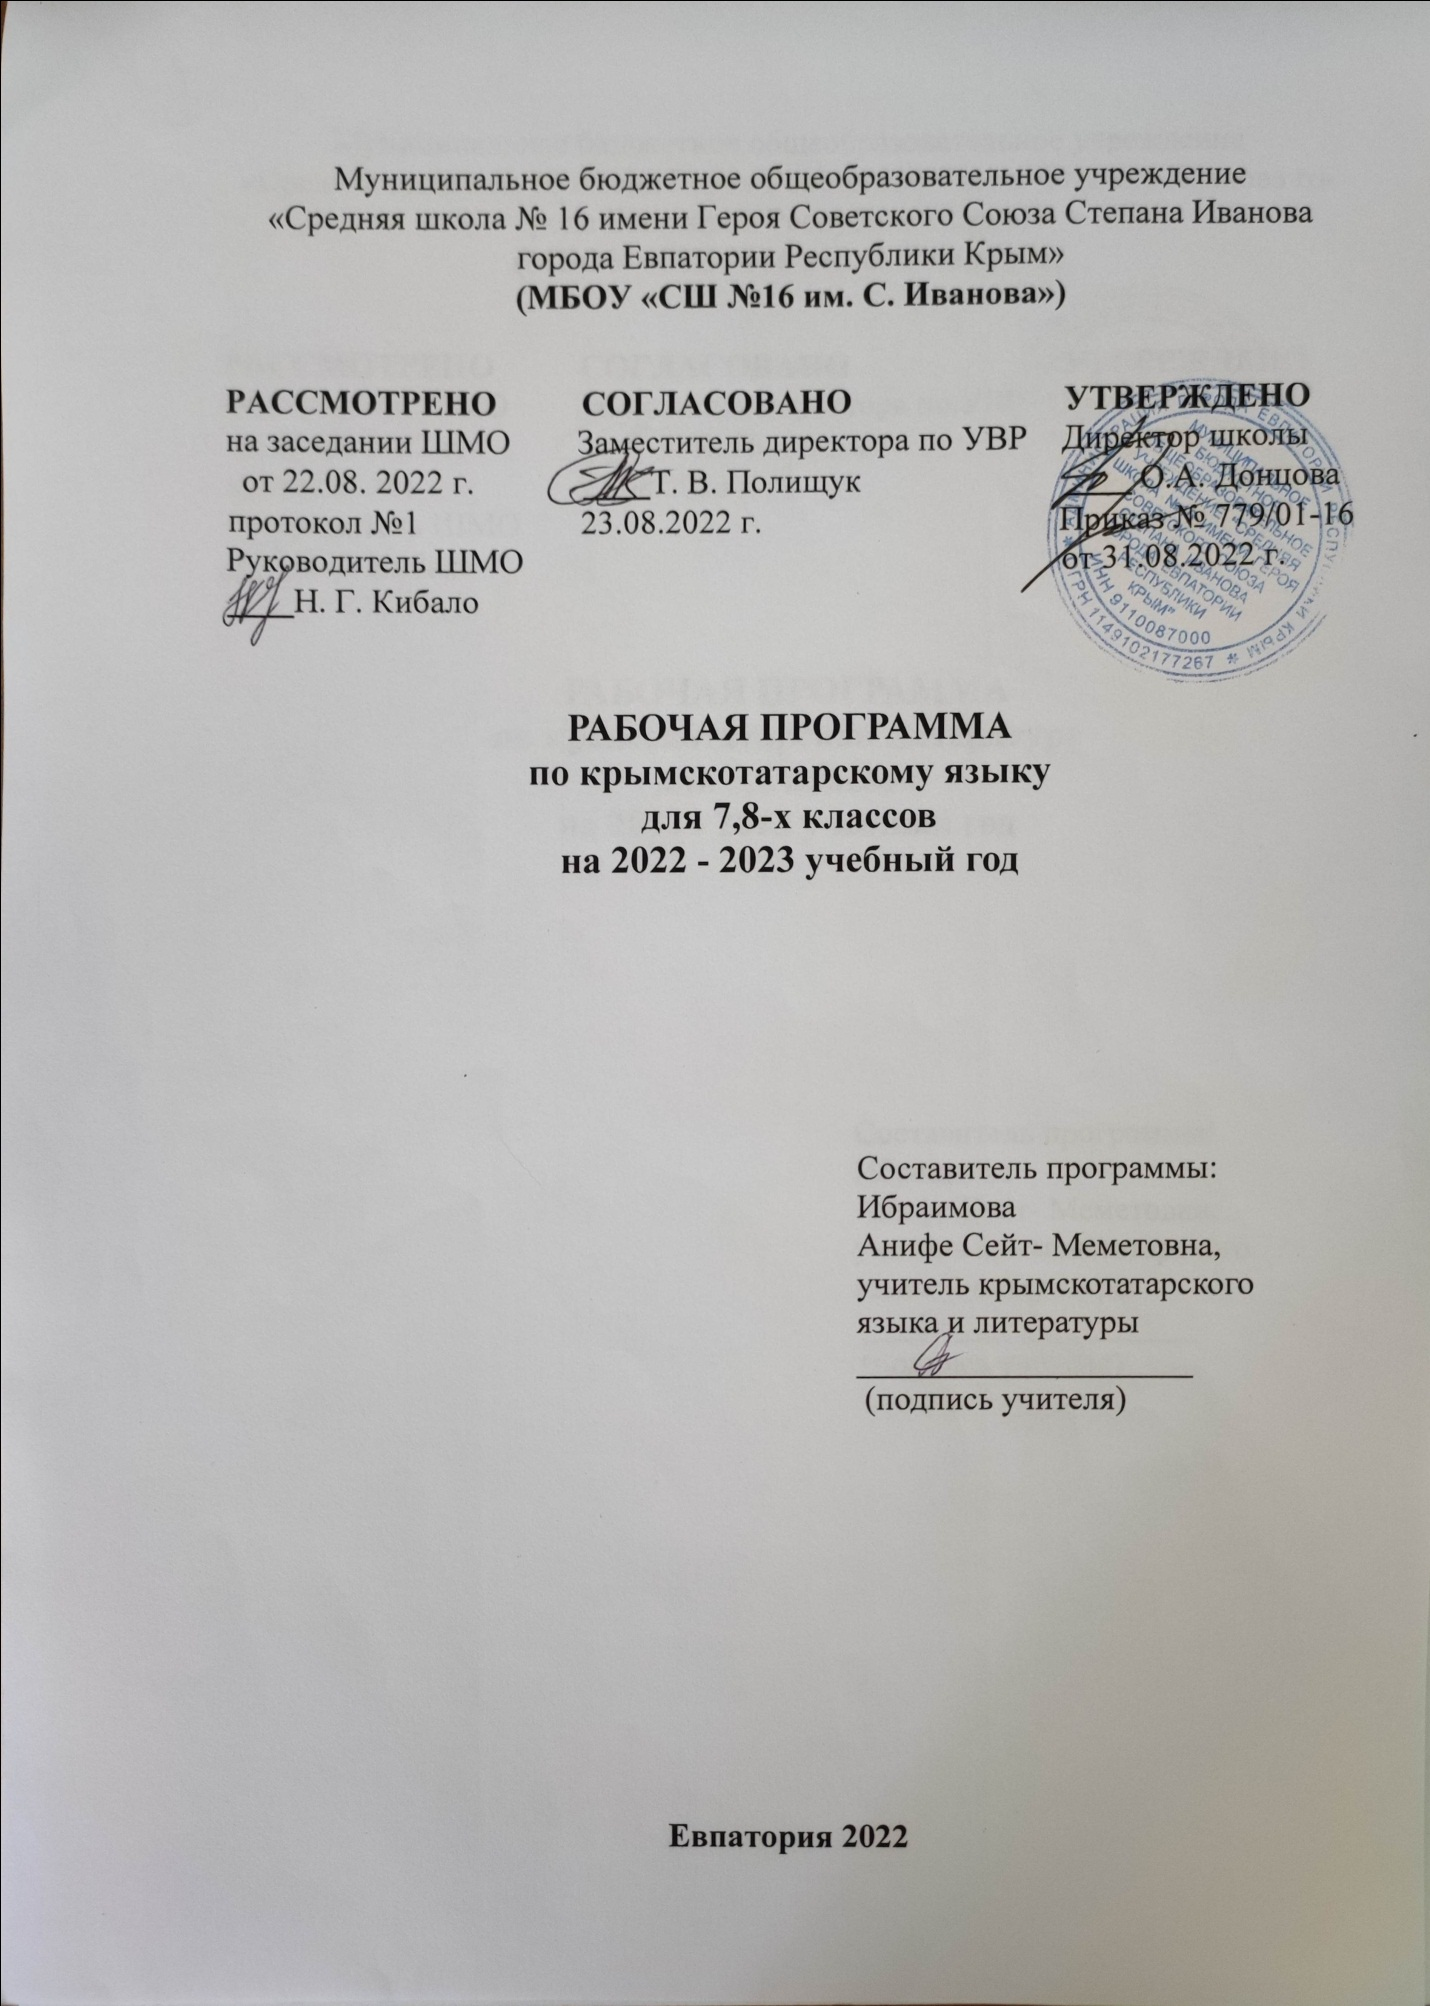 Муниципальное бюджетное общеобразовательное учреждение
«Средняя школа № 16 имени Героя Советского Союза Степана Иванова
города Евпатории Республики Крым»
(МБОУ «СШ №16 им. С. Иванова»)
РАССМОТРЕНО
на заседании ШМО
от 22.08. 2022 г.
протокол №1
Руководитель ШМО
Н. Г. Кибало
СОГЛАСОВАНО
Заместитель директора по УВР
Т. В. Полищук
23.08.2022 г.
УТВЕРЖДЕНО
Директор школы
О.А. Донцова
Приказ № 779/01-16
от 31.08.2022 г.
ИНН 9110087000
ОГРН 1149102177267
РАБОЧАЯ ПРОГРАММА
по крымскотатарскому языку
для 7,8-х классов
на 2022 - 2023 учебный год
Составитель программы:
Ибраимова
Анифе Сейт- Меметовна,
учитель крымскотатарского
языка и литературы
(подпись учителя)
Евпатория 2022